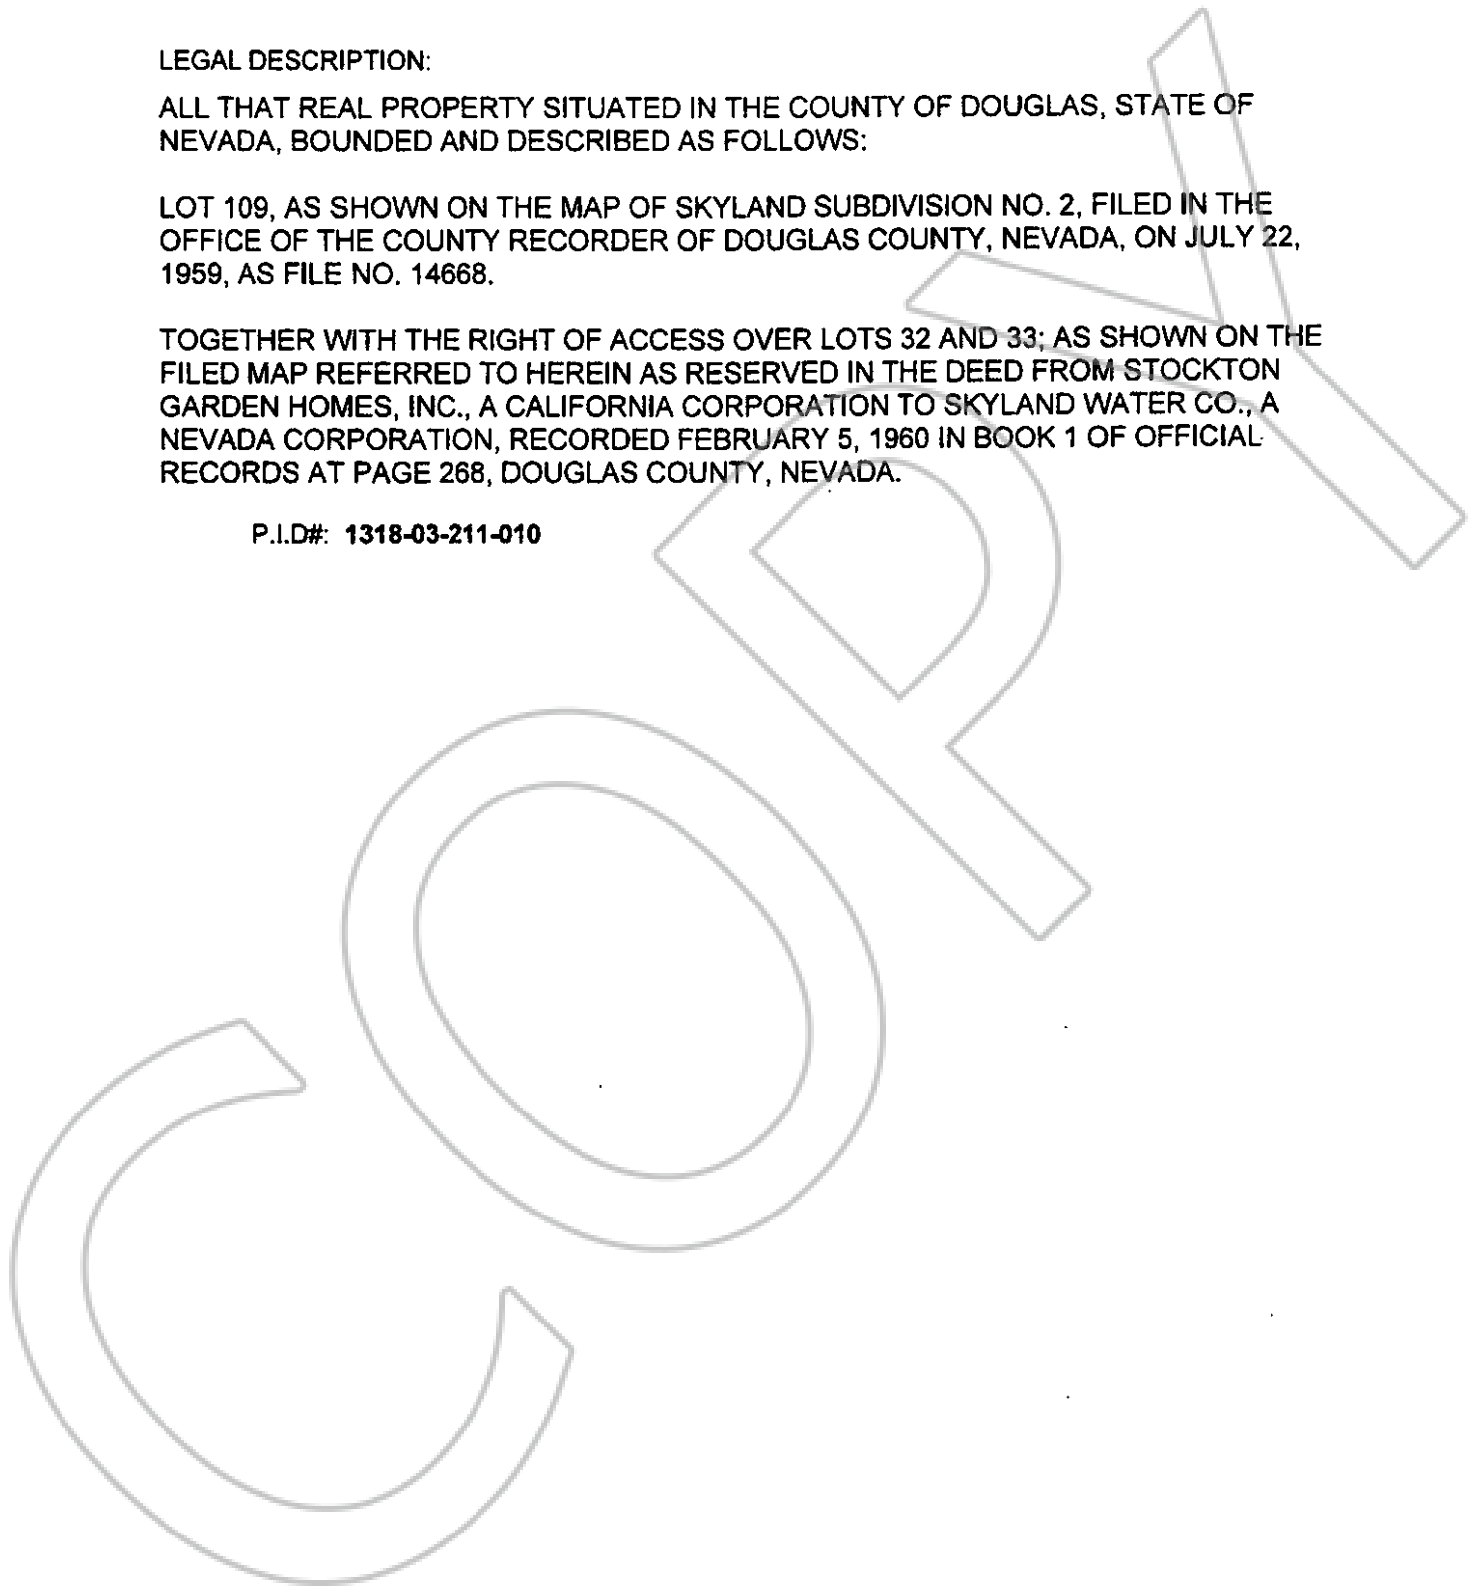 LEGAL DESCRIPTION:
ALL THAT REAL PROPERTY SITUATED IN THE COUNTY OF DOUGLAS, STATE OF
NEVADA, BOUNDED AND DESCRIBED AS FOLLOWS:
LOT 109, AS SHOWN ON THE MAP OF SKYLAND SUBDIVISION NO. 2, FILED IN THE
OFFICE OF THE COUNTY RECORDER OF DOUGLAS COUNTY, NEVADA, ON JULY 22,
1959, AS FILE NO. 14668.
TOGETHER WITH THE RIGHT OF ACCESS OVER LOTS 32 AND 33; AS SHOWN ON THE
FILED MAP REFERRED TO HEREIN AS RESERVED IN THE DEED FROM STOCKTON
GARDEN HOMES, INC., A CALIFORNIA CORPORATION TO SKYLAND WATER CO., A
NEVADA CORPORATION, RECORDED FEBRUARY 5, 1960 IN BOOK 1 OF OFFICIAL
RECORDS AT PAGE 268, DOUGLAS COUNTY, NEVADA.
P.I.D#: 1318-03-211-010
COPY